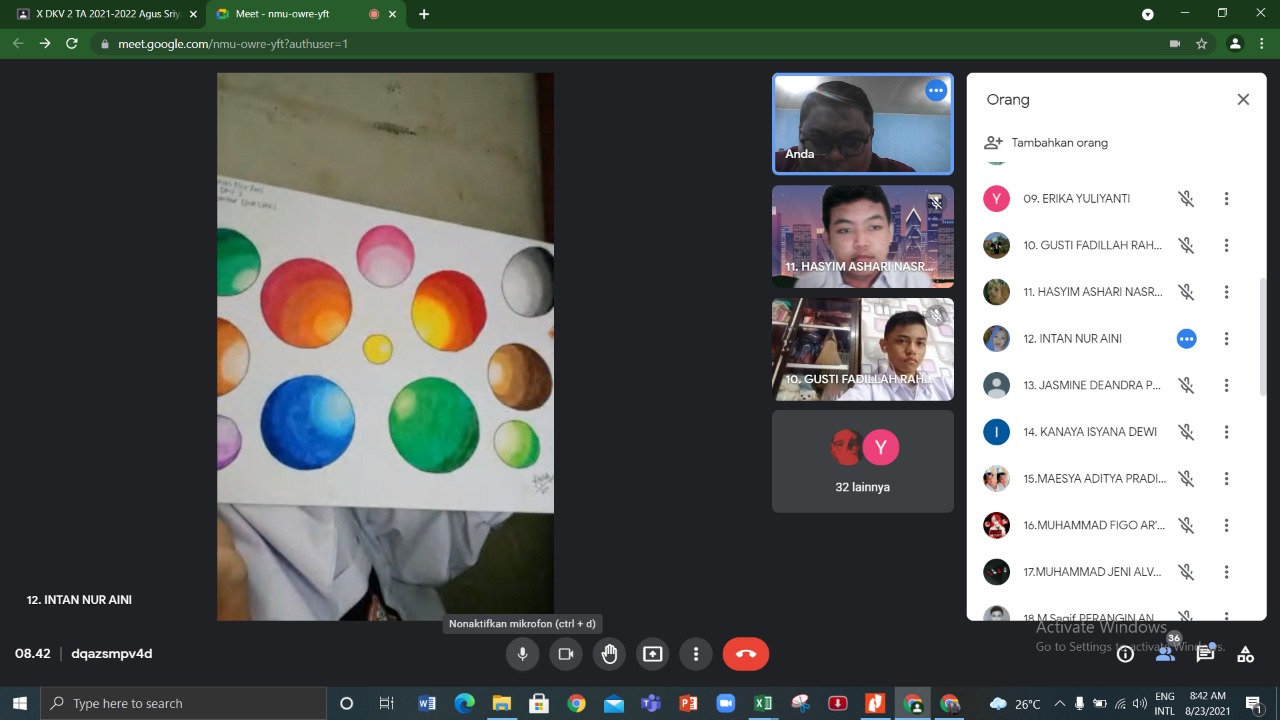 X DKV 2 TA 2021-2022 Agus Sriy
Meet - nmu-owre-yft
meet.google.com/nmu-owre-yft?authuser=1
12. INTAN NUR AINI
Nonaktifkan mikrofon (ctrl + d)
08.42 | dqazsmpv4d
Anda
11. HASYIM ASHARI NASR...
10. GUSTI FADILLAH RAH...
Y
32 lainnya
Orang
Tambahkan orang
Y 09. ERIKA YULIYANTI
10. GUSTI FADILLAH RAH...
11. HASYIM ASHARI NASR...
12. INTAN NUR AINI
13. JASMINE DEANDRA P...
I 14. KANAYA ISYANA DEWI
15.MAESYA ADITYA PRADI...
16.MUHAMMAD FIGO AR'...
17.MUHAMMAD JENI ALV...
18.M.Saqif PERANGIN AN
Activate Windows
Go to Settings to activate Windows.
36
Type here to search
26°C
ENG
INTL
8:42 AM
8/23/2021
1